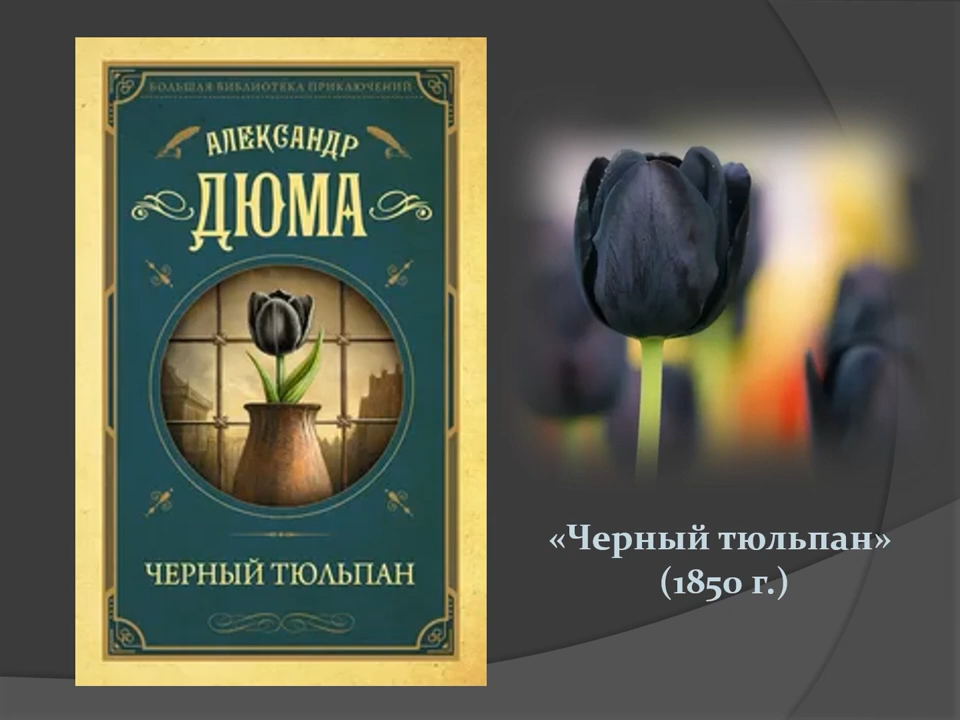 БОЛЬШАЯ БИБЛИОТЕКА ПРИКЛЮЧЕНИЙ
АЛЕКСАНДР
ДЮМА
ЧЕРНЫЙ ТЮЛЬПАН
«Черный тюльпан»
(1850 г.)